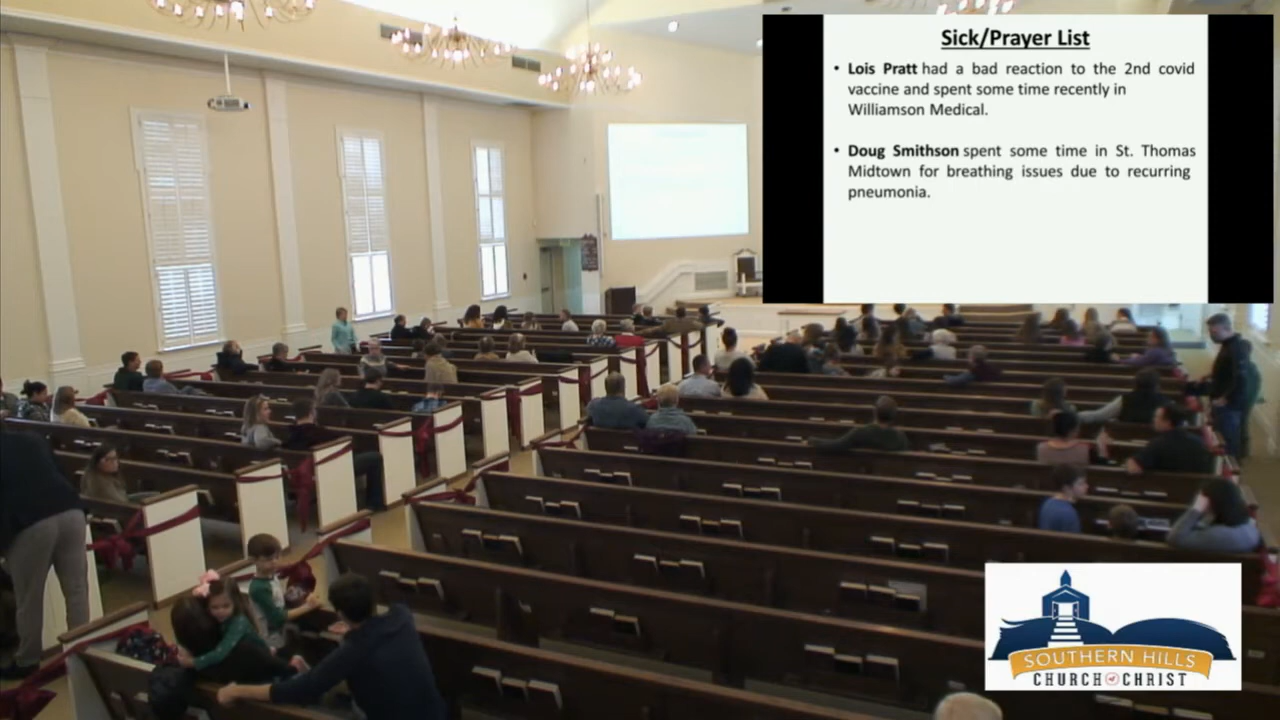 Sick/Prayer List
• Lois Pratt had a bad reaction to the 2nd covid
vaccine and spent some time recently in
Williamson Medical.
• Doug Smithson spent some time in St. Thomas
Midtown for breathing issues due to recurring
pneumonia.
SOUTHERN HILLS
CHURCH of CHRIST